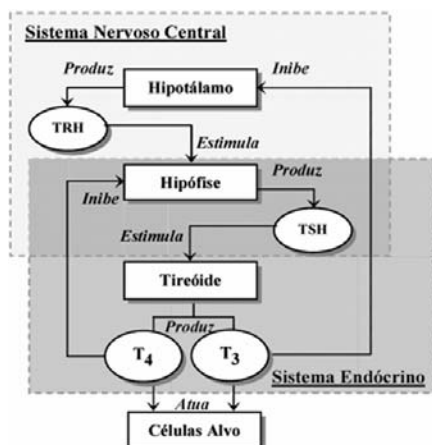 Sistema Nervoso Central
Produz
Inibe
Hipotálamo
TRH
Estimula
Hipófise
Produz
Inibe
TSH
Estimula
Tireóide
Produz
T4
T3
Sistema Endócrino
Atua
Células Alvo